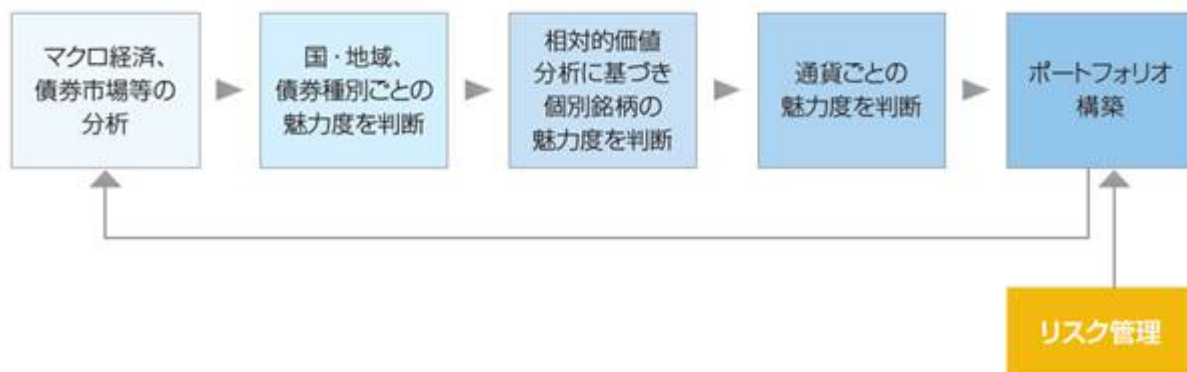 マクロ経済、
債券市場等の
分析
国・地域、
債券種別ごとの
魅力度を判断
相対的価値
分析に基づき
個別銘柄の
魅力度を判断
通貨ごとの
魅力度を判断
ポートフォリオ
構築
リスク管理